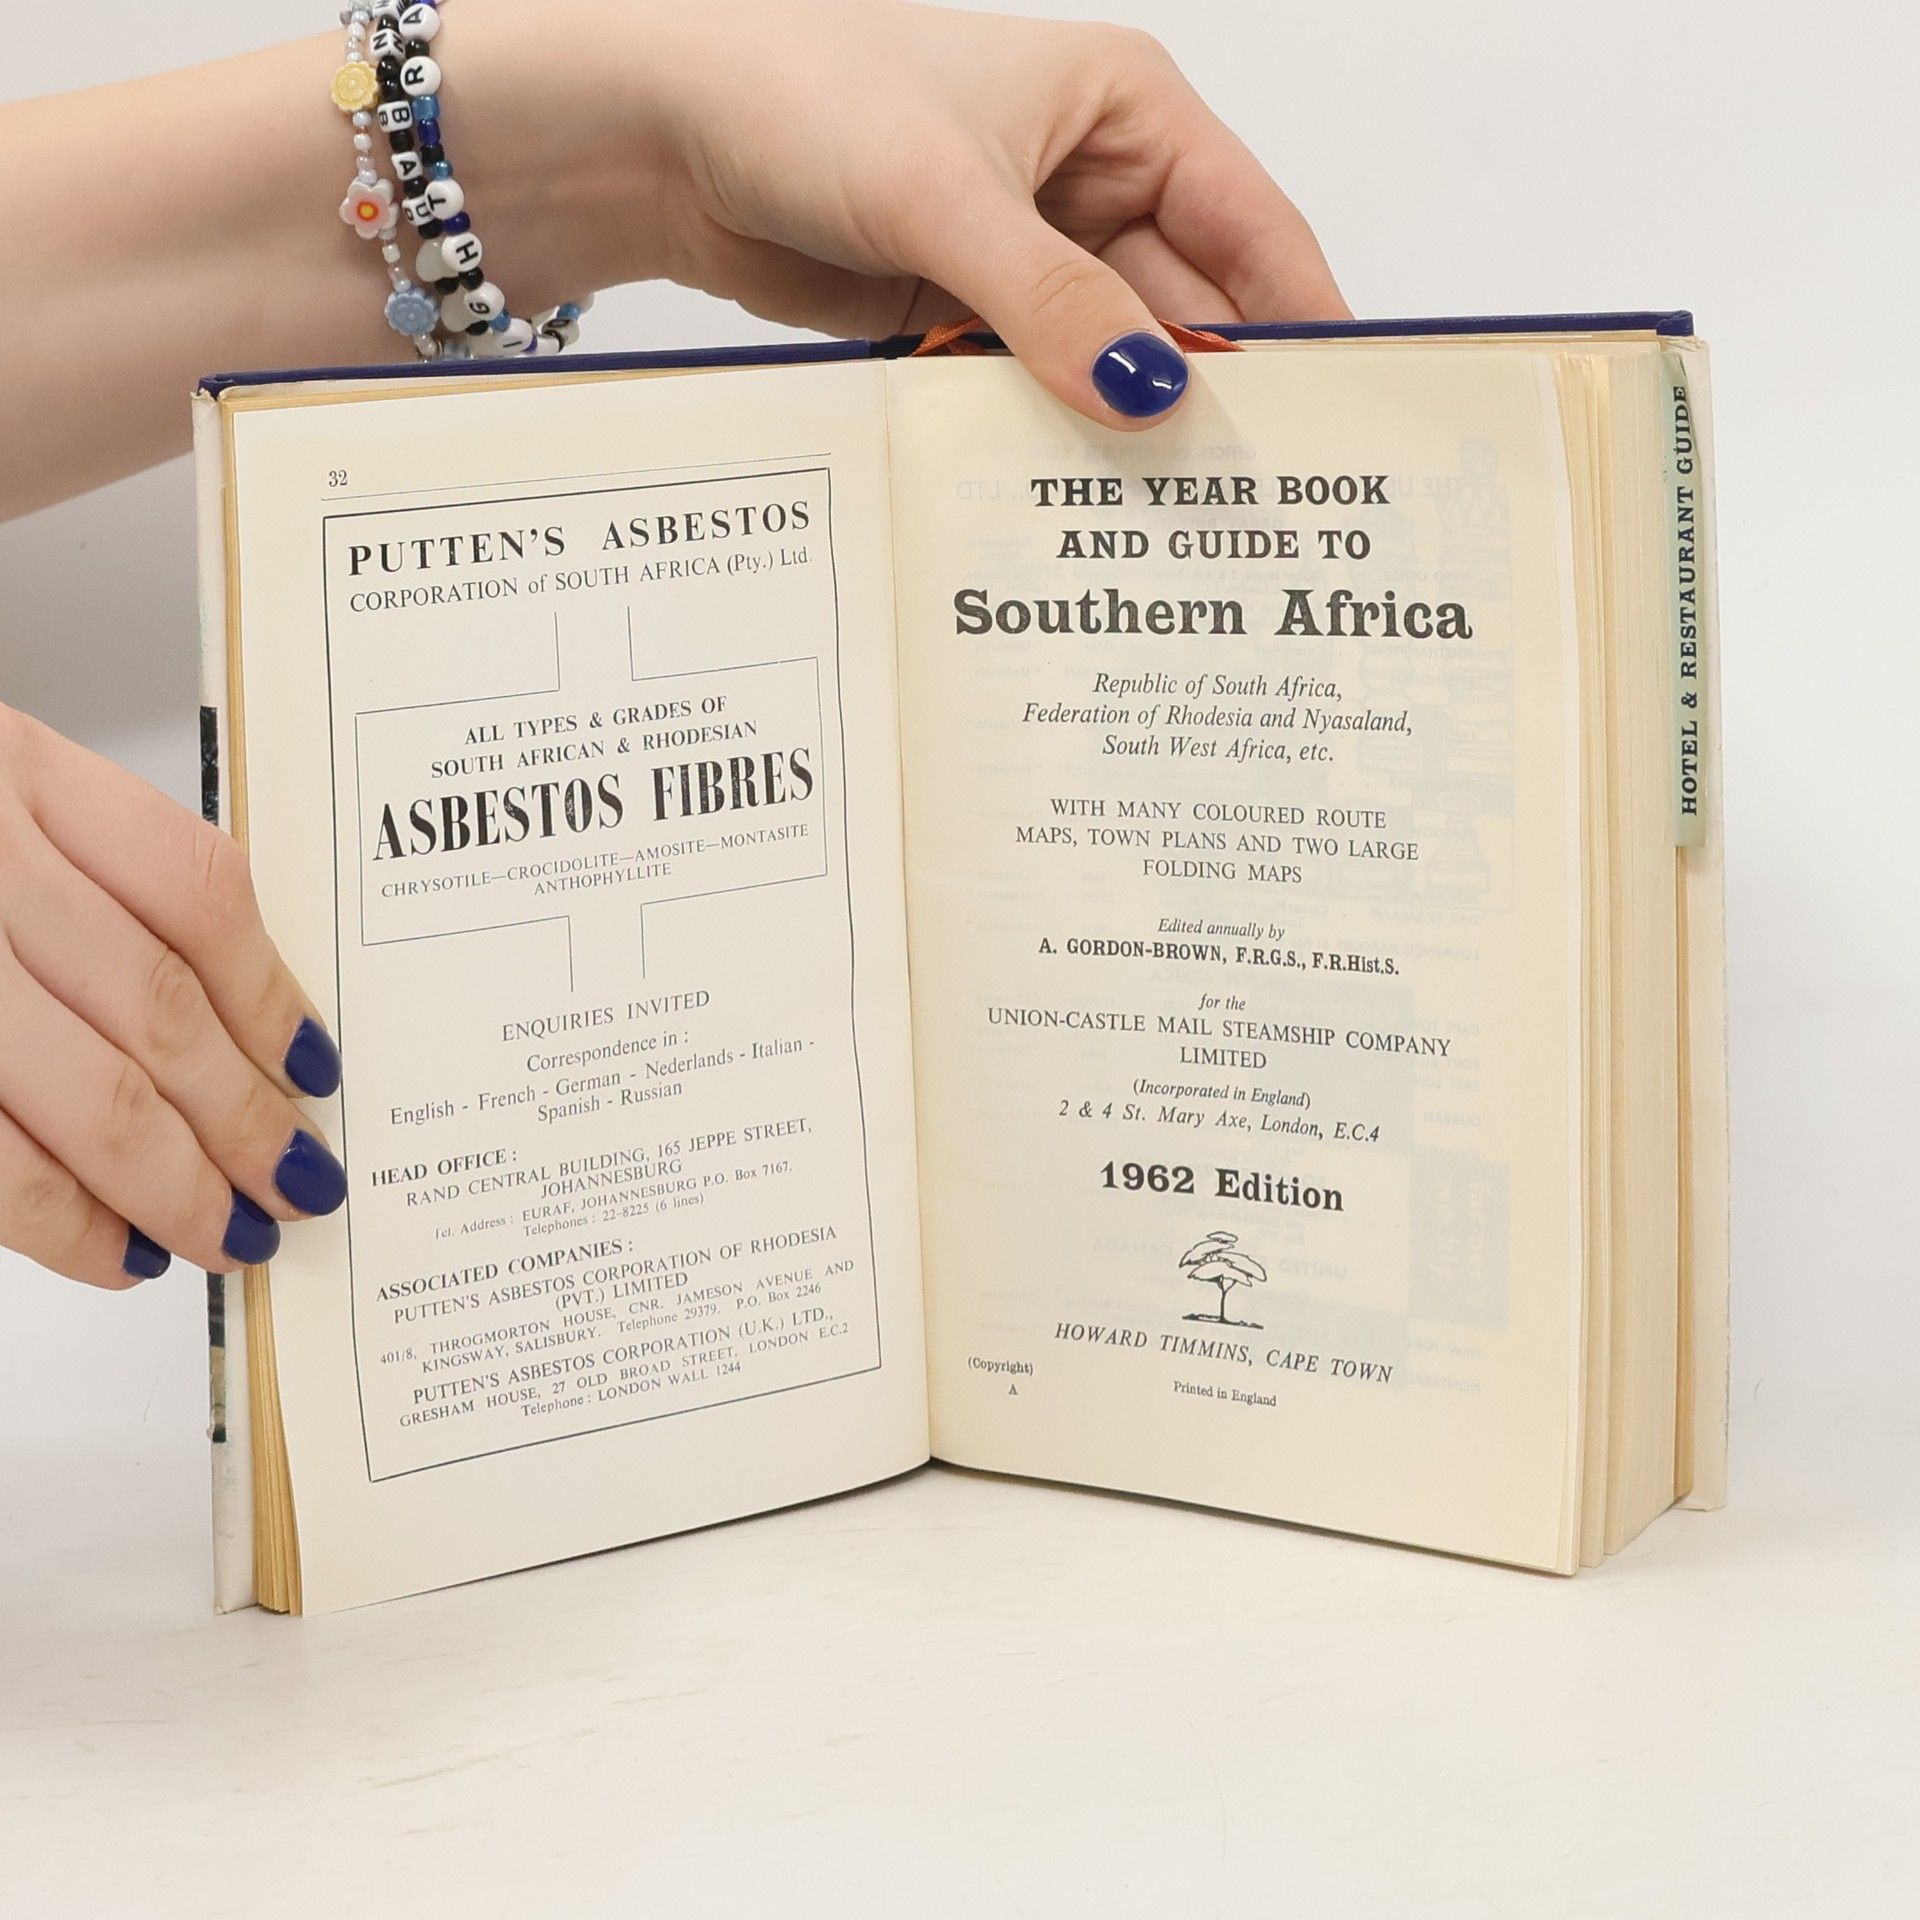 32
PUTTEN'S ASBESTOS
CORPORATION of SOUTH AFRICA (Pty.) Ltd.
ALL TYPES & GRADES OF
SOUTH AFRICAN & RHODESIAN
ASBESTOS FIBRES
CHRYSOTILE—CROCIDOLITE—AMOSITE—MONTASITE
ANTHOPHYLLITE
ENQUIRIES INVITED
Correspondence in :
English - French - German - Nederlands - Italian -
Spanish - Russian
HEAD OFFICE :
RAND CENTRAL BUILDING, 165 JEPPE STREET,
JOHANNESBURG
Tel. Address : EURAF, JOHANNESBURG P.O. Box 7167.
Telephones : 22-8225 (6 lines)
ASSOCIATED COMPANIES :
PUTTEN'S ASBESTOS CORPORATION OF RHODESIA
(PVT.) LIMITED
401/8, THROGMORTON HOUSE, CNR. JAMESON AVENUE AND
KINGSWAY, SALISBURY. Telephone 29379. P.O. Box 2246
PUTTEN'S ASBESTOS CORPORATION (U.K.) LTD.,
GRESHAM HOUSE, 27 OLD BROAD STREET, LONDON E.C.2
Telephone : LONDON WALL 1244
THE YEAR BOOK
AND GUIDE TO
Southern Africa
Republic of South Africa,
Federation of Rhodesia and Nyasaland,
South West Africa, etc.
WITH MANY COLOURED ROUTE
MAPS, TOWN PLANS AND TWO LARGE
FOLDING MAPS
Edited annually by
A. GORDON-BROWN, F.R.G.S., F.R.Hist.S.
for the
UNION-CASTLE MAIL STEAMSHIP COMPANY
LIMITED
(Incorporated in England)
2 & 4 St. Mary Axe, London, E.C.4
1962 Edition
HOWARD TIMMINS, CAPE TOWN
(Copyright)
A
Printed in England
HOTEL & RESTAURANT GUIDE